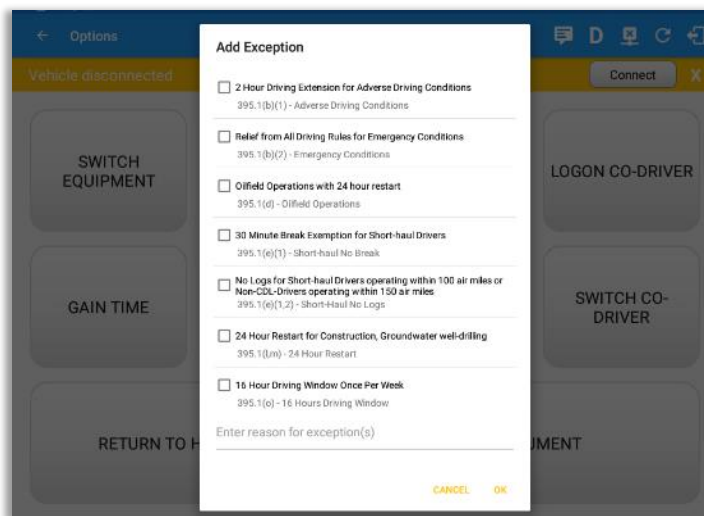 Options
D
Vehicle disconnected
Connect
X
Add Exception
2 Hour Driving Extension for Adverse Driving Conditions
395.1(b)(1) - Adverse Driving Conditions
Relief from All Driving Rules for Emergency Conditions
395.1(b)(2) - Emergency Conditions
Oilfield Operations with 24 hour restart
395.1(d) - Oilfield Operations
30 Minute Break Exemption for Short-haul Drivers
395.1(e)(1) - Short-haul No Break
No Logs for Short-haul Drivers operating within 100 air miles or
Non-CDL-Drivers operating within 150 air miles
395.1(e)(1,2) - Short-Haul No Logs
24 Hour Restart for Construction, Groundwater well-drilling
395.1(l,m) - 24 Hour Restart
16 Hour Driving Window Once Per Week
395.1(o) - 16 Hours Driving Window
Enter reason for exception(s)
CANCEL OK
SWITCH
EQUIPMENT
LOGON CO-DRIVER
GAIN TIME
SWITCH CO-
DRIVER
RETURN TO H
UMENT